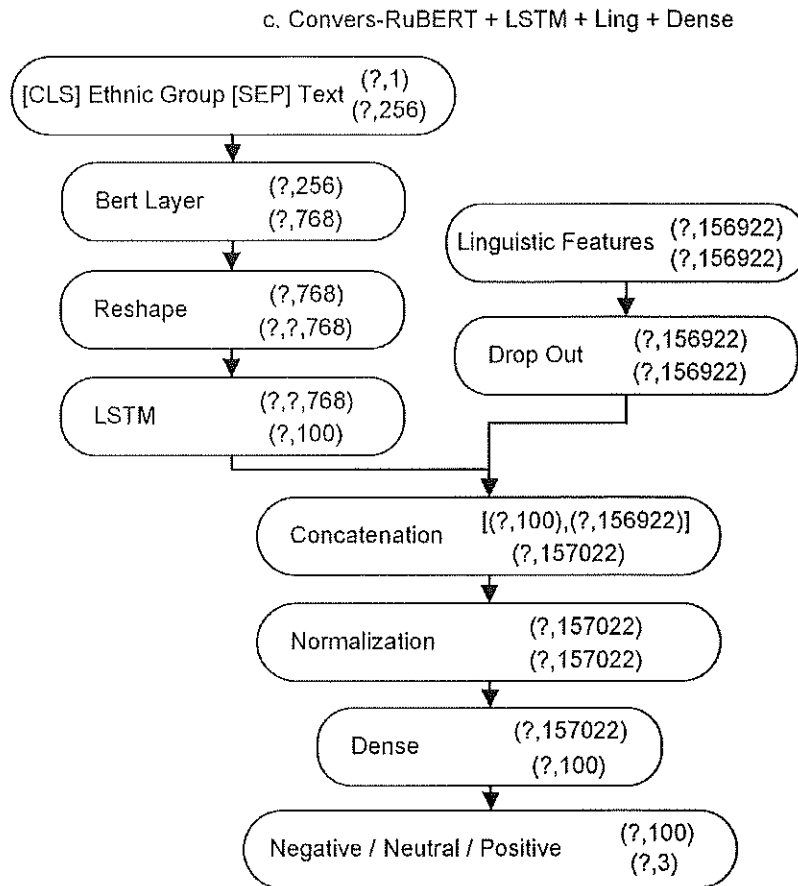 c. Convers-RuBERT + LSTM + Ling + Dense
[CLS] Ethnic Group [SEP] Text (?,1)
(?,256)
Bert Layer (?,256)
(?,768)
Reshape (?,768)
(?,?,768)
LSTM (?,?,768)
(?,100)
Linguistic Features (?,156922)
(?,156922)
Drop Out (?,156922)
(?,156922)
Concatenation [(?,100),(?,156922)]
(?,157022)
Normalization (?,157022)
(?,157022)
Dense (?,157022)
(?,100)
Negative / Neutral / Positive (?,100)
(?,3)